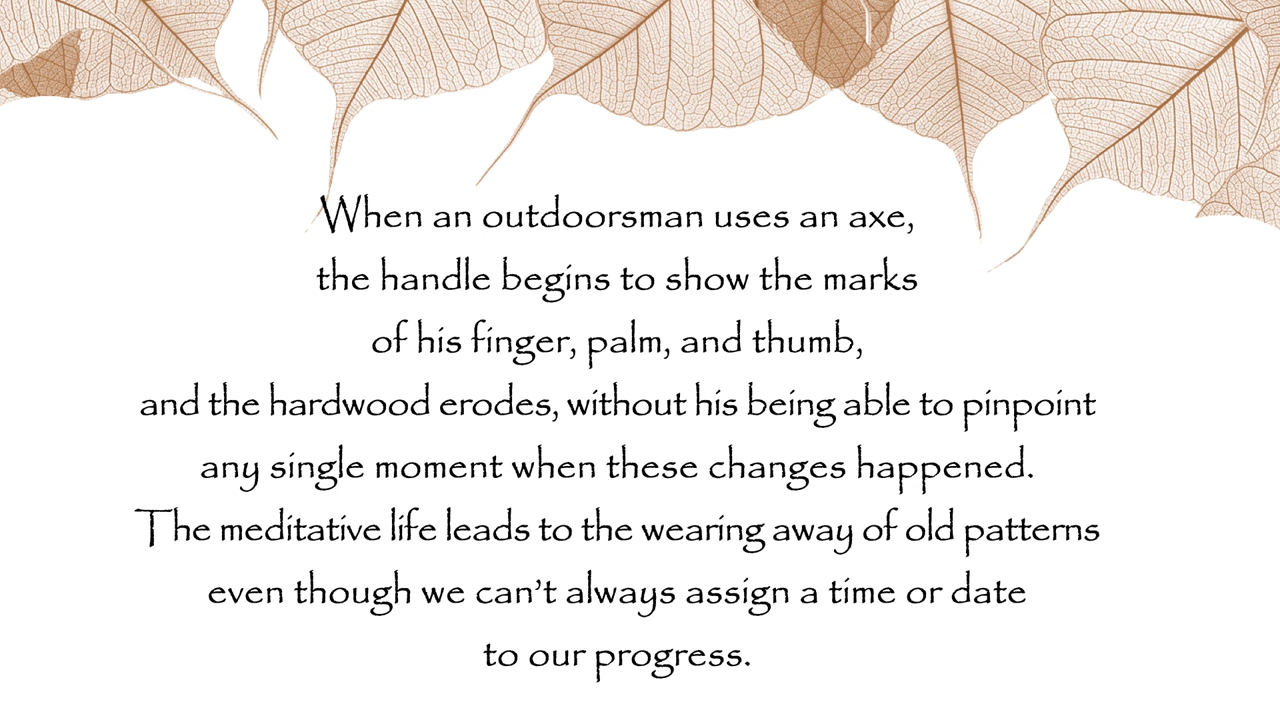 When an outdoorsman uses an axe,
the handle begins to show the marks
of his finger, palm, and thumb,
and the hardwood erodes, without his being able to pinpoint
any single moment when these changes happened.
The meditative life leads to the wearing away of old patterns
even though we can’t always assign a time or date
to our progress.